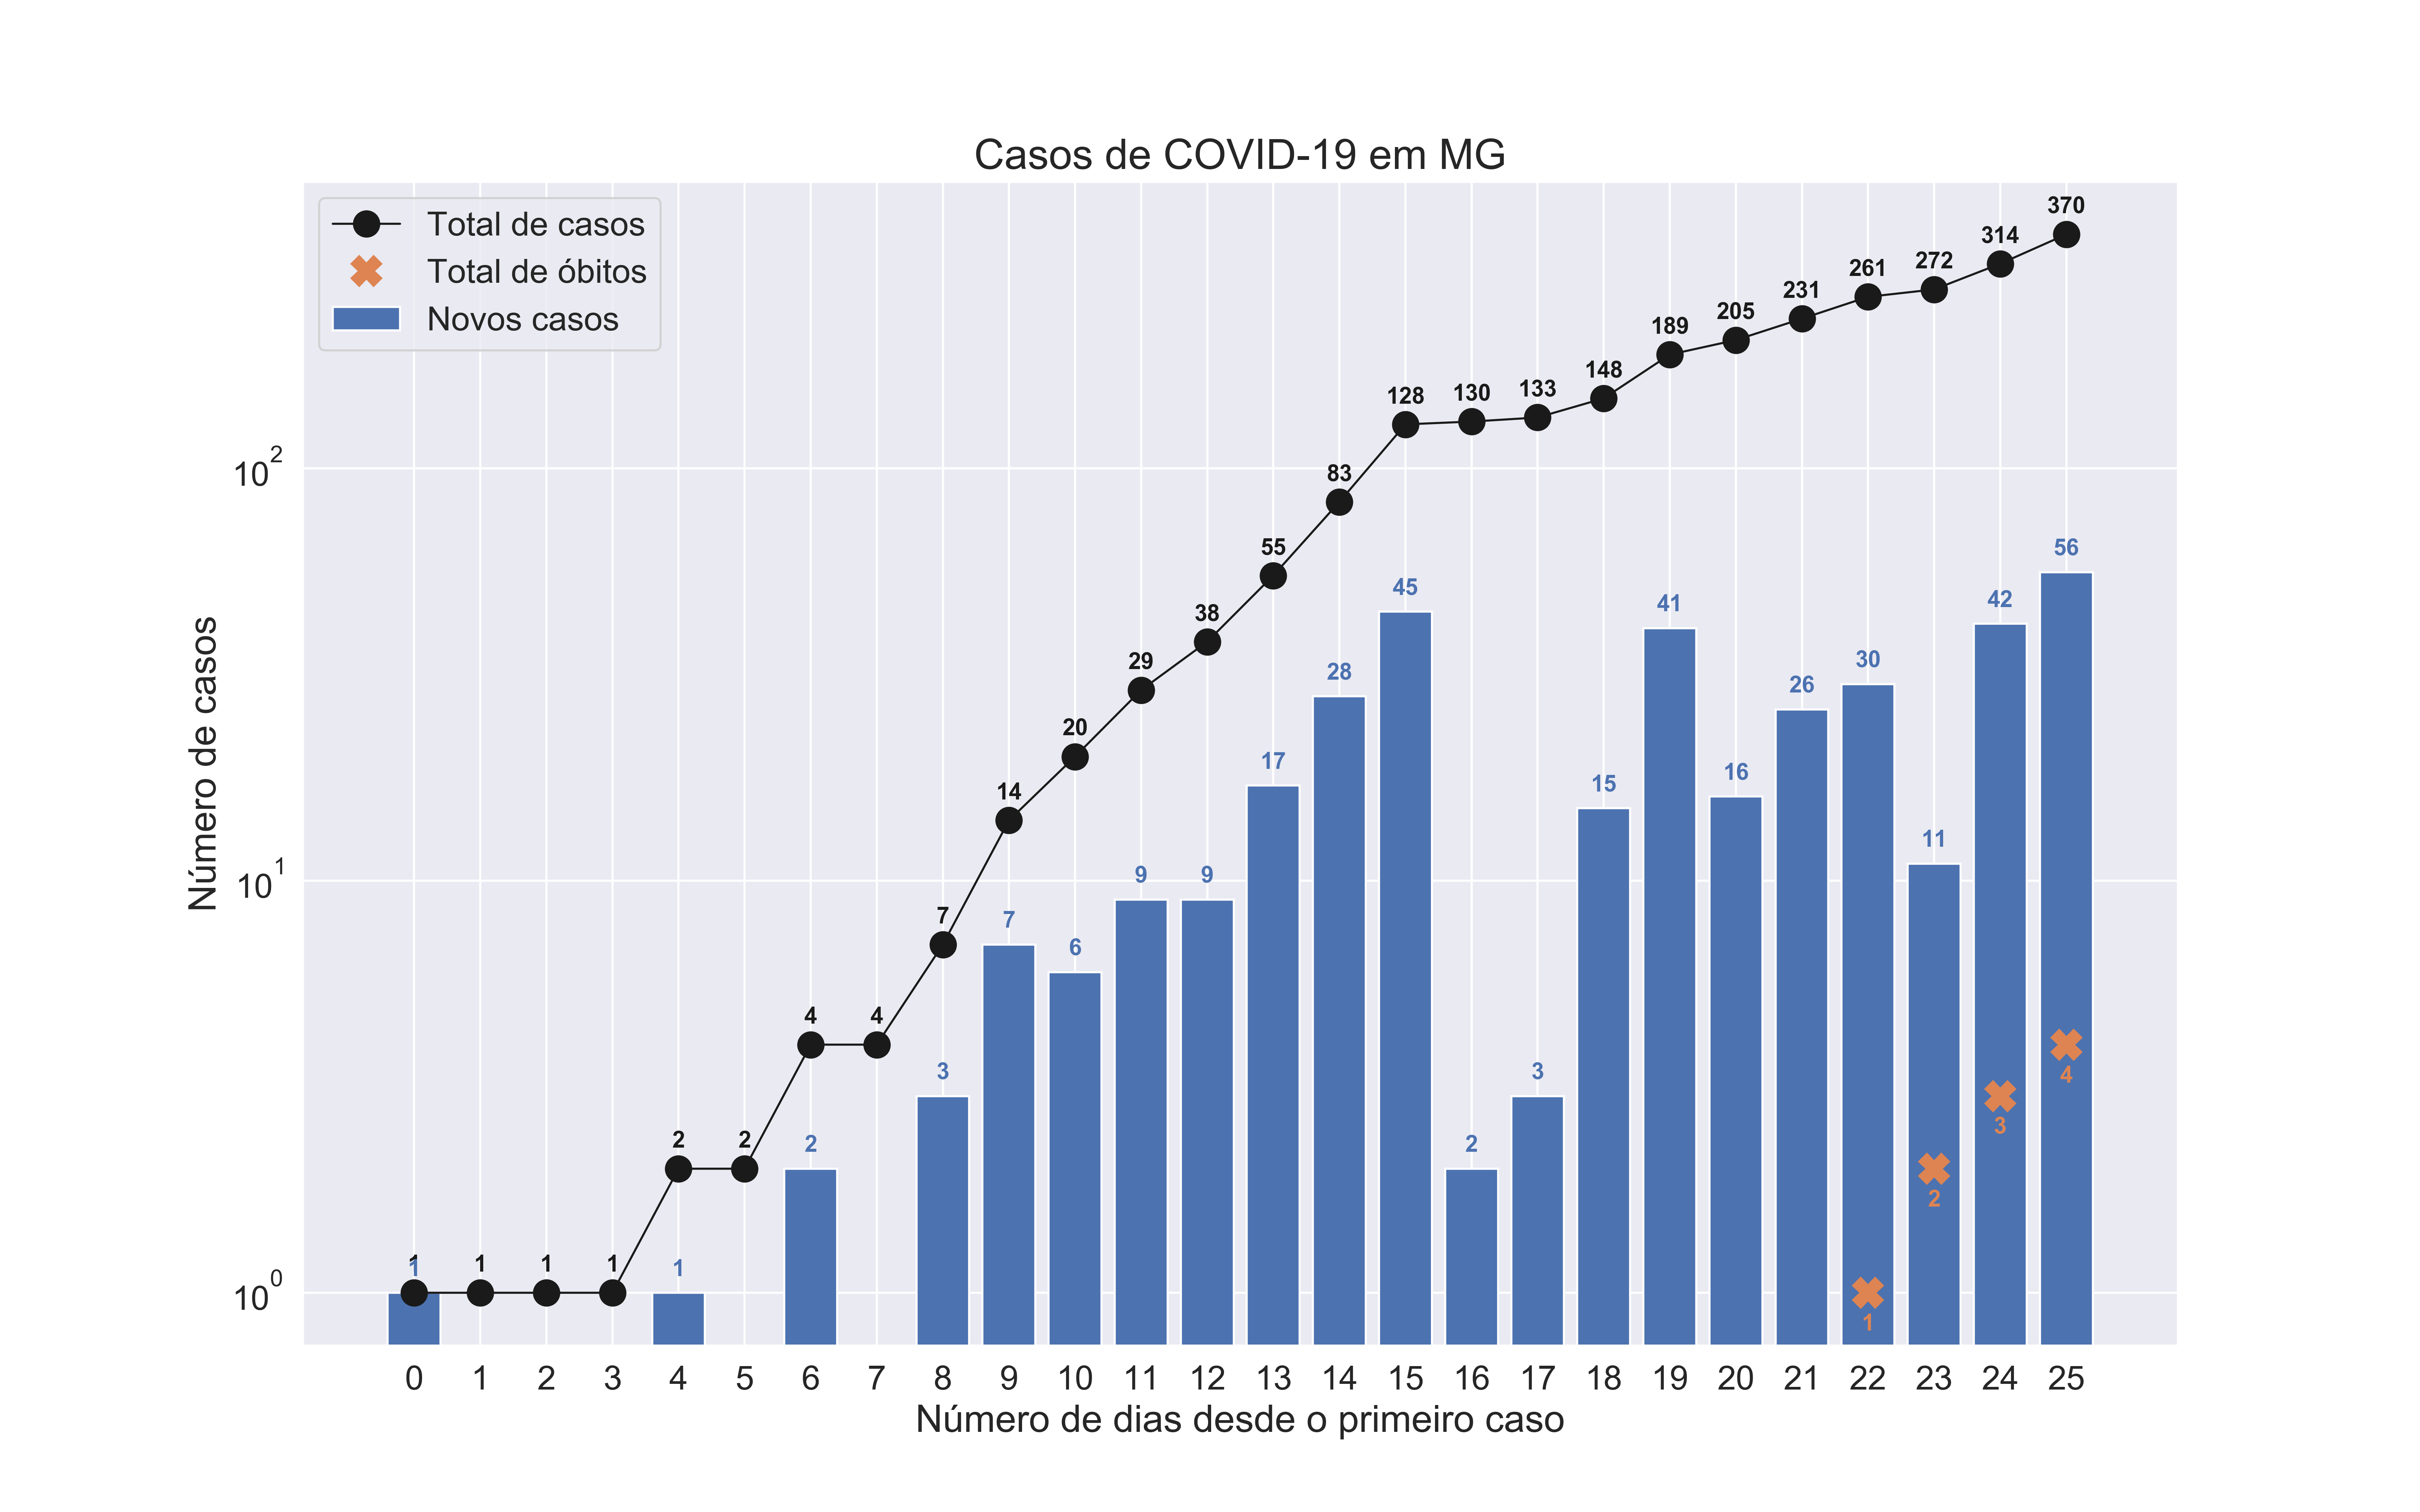 Casos de COVID-19 em MG
Total de casos
Total de óbitos
Novos casos
Número de casos
10²
10¹
10⁰
1 1 1 1 2 2 4 4 7 14 20 29 38 55 83 128 130 133 148 189 205 231 261 272 314 370
1 1 2 3 7 6 9 9 17 28 45 2 3 15 41 16 26 30 11 42 56
1 2 3 4
0 1 2 3 4 5 6 7 8 9 10 11 12 13 14 15 16 17 18 19 20 21 22 23 24 25
Número de dias desde o primeiro caso